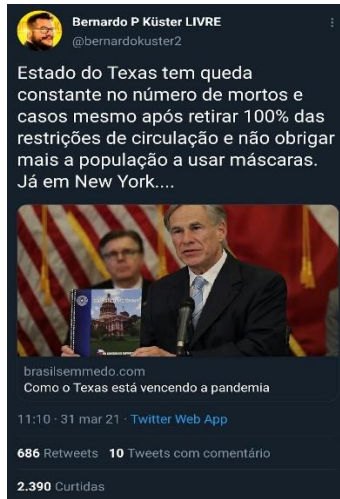 Bernardo P Küster LIVRE
@bernardokuster2
Estado do Texas tem queda
constante no número de mortos e
casos mesmo após retirar 100% das
restrições de circulação e não obrigar
mais a população a usar máscaras.
Já em New York....
brasilsemmedo.com
Como o Texas está vencendo a pandemia
11:10 · 31 mar 21 · Twitter Web App
686 Retweets 10 Tweets com comentário
2.390 Curtidas